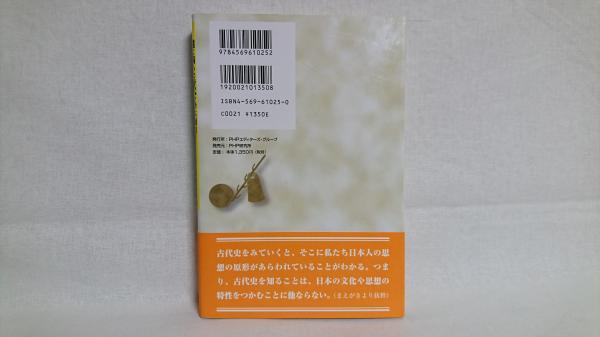 9784569610252
1920021013508
ISBN4-569-61025-0
C0021 ¥1350E
発行所：PHPエディターズ・グループ
発売元：PHP研究所
定価：本体1,350円（税別）
古代史をみていくと、そこに私たち日本人の思
想の原形があらわれていることがわかる。つま
り、古代史を知ることは、日本の文化や思想の
特性をつかむことに他ならない。（まえがきより抜粋）